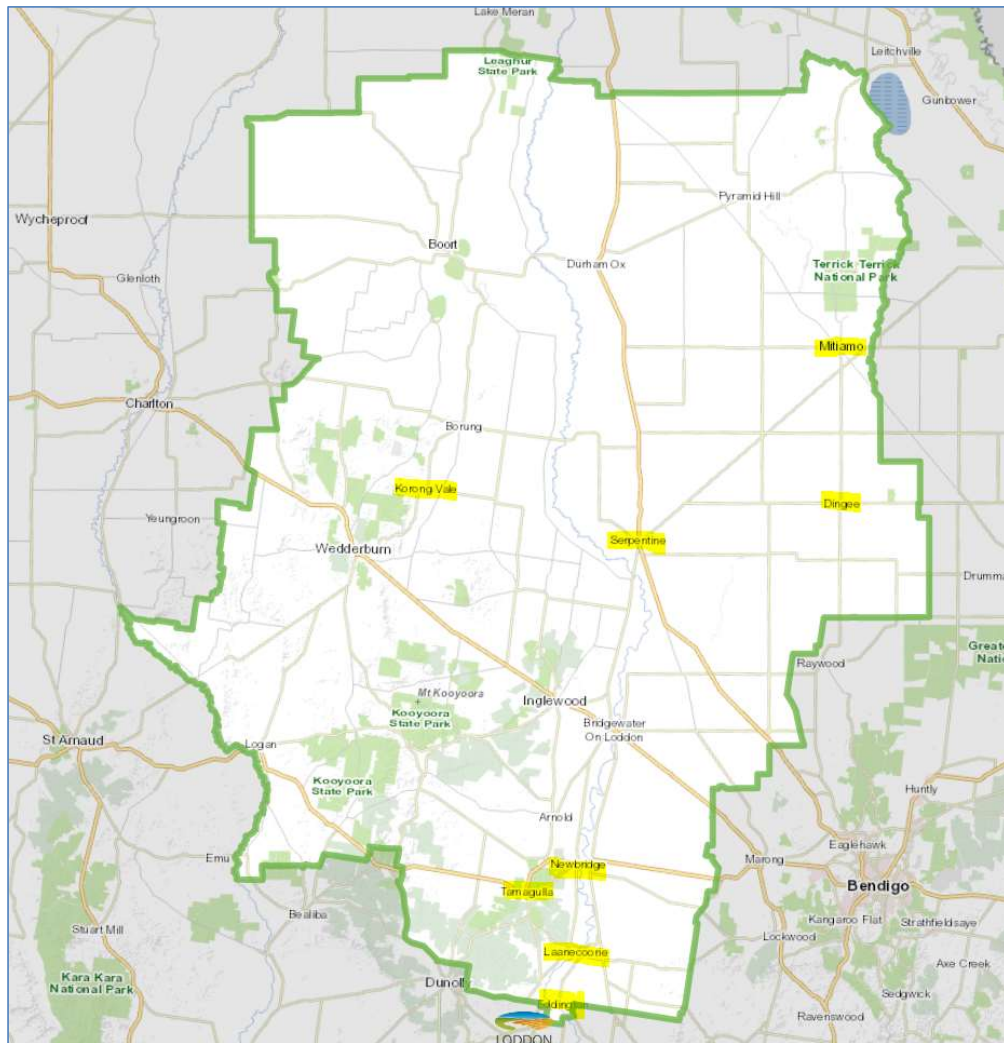 Lake Meran
Leitchville
Leaghur
State Park
Gunbower
Pyramid Hill
Wycheproof
Boort
Durham Ox
Glenloth
Terrick Terrick
National Park
Mitiamo
Charlton
Borung
Korong Vale
Dingee
Yeungroon
Serpentine
Wedderburn
Drumma
Greate
Natio
Raywood
Mt Kooyoora
Inglewood
Kooyoora
State Park
Bridgewater
On Loddon
St Arnaud
Logan
Kooyoora
State Park
Huntly
Arnold
Eaglehawk
Emu
Newbridge
Marong
Tarnagulla
Bendigo
Bealiba
Kangaroo Flat
Strathfieldsaye
Stuart Mill
Lockwood
Laanecoorie
Axe Creek
Kara Kara
National Park
Dunolly
Sedgwick
Eddington
Ravenswood
LODDON